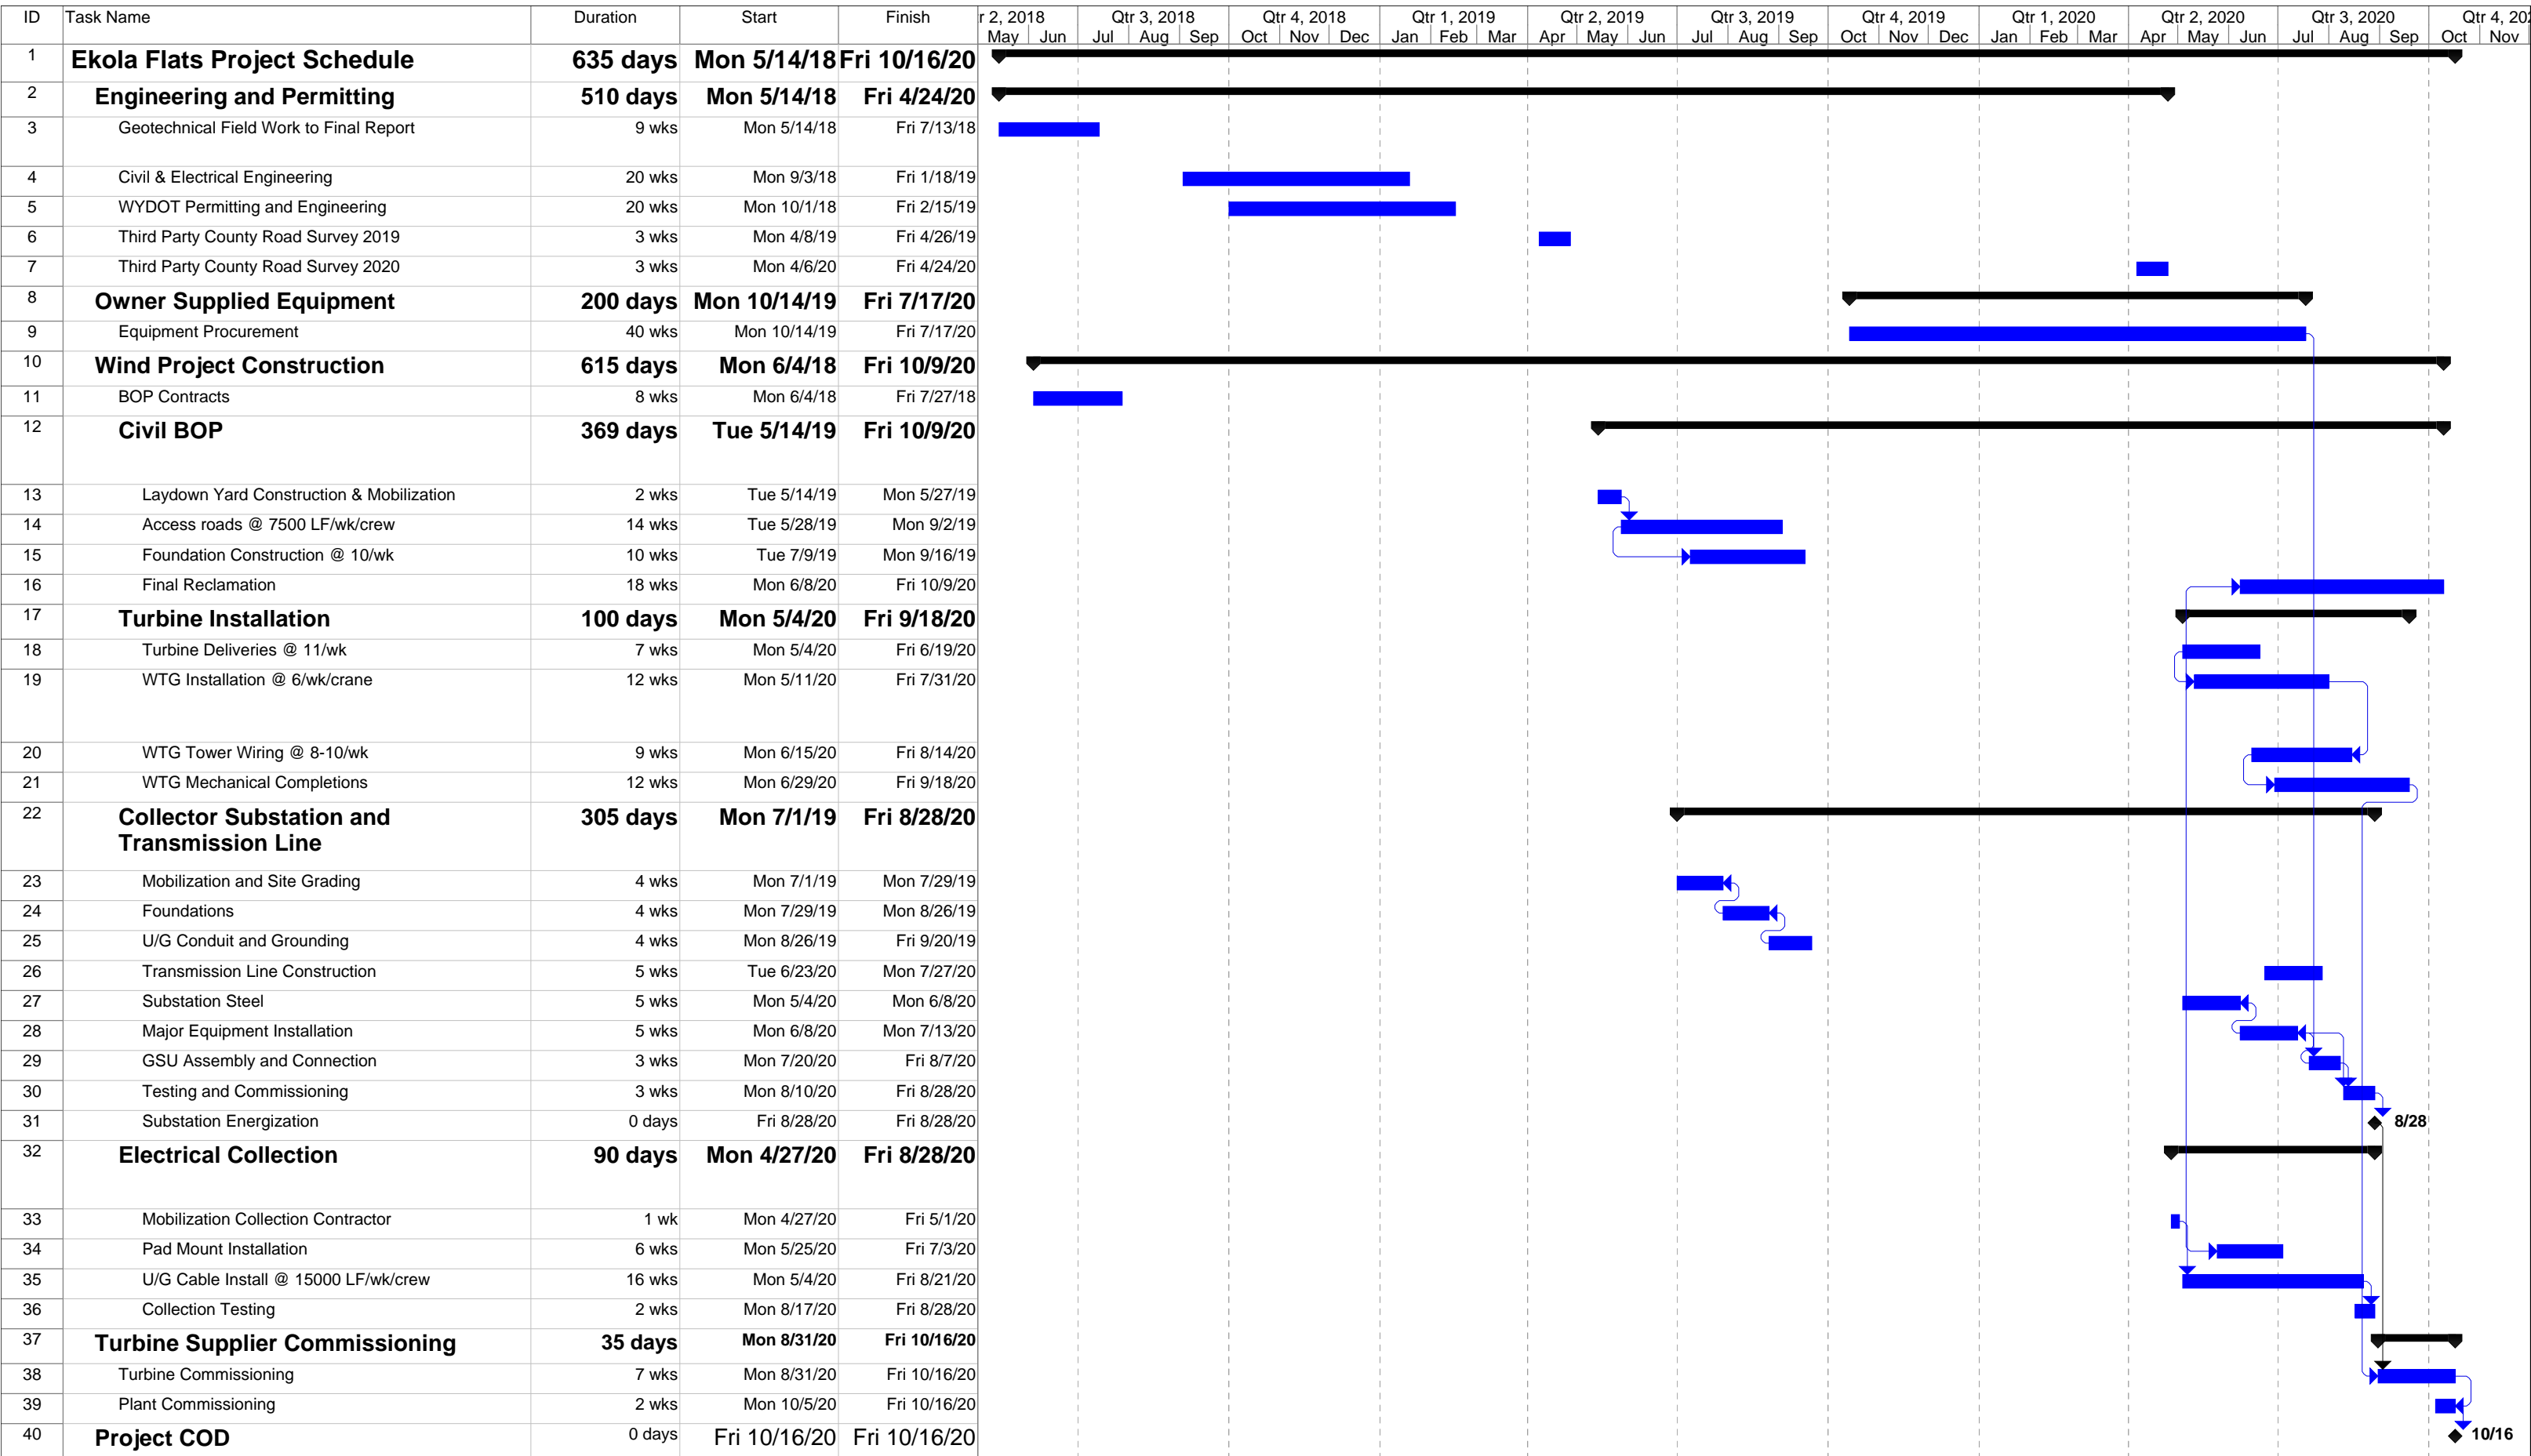 ID Task Name Duration Start Finish r 2, 2018 Qtr 3, 2018 Qtr 4, 2018 Qtr 1, 2019 Qtr 2, 2019 Qtr 3, 2019 Qtr 4, 2019 Qtr 1, 2020 Qtr 2, 2020 Qtr 3, 2020 Qtr 4, 20
May Jun Jul Aug Sep Oct Nov Dec Jan Feb Mar Apr May Jun Jul Aug Sep Oct Nov Dec Jan Feb Mar Apr May Jun Jul Aug Sep Oct Nov
1 Ekola Flats Project Schedule 635 days Mon 5/14/18 Fri 10/16/20
2 Engineering and Permitting 510 days Mon 5/14/18 Fri 4/24/20
3 Geotechnical Field Work to Final Report 9 wks Mon 5/14/18 Fri 7/13/18
4 Civil & Electrical Engineering 20 wks Mon 9/3/18 Fri 1/18/19
5 WYDOT Permitting and Engineering 20 wks Mon 10/1/18 Fri 2/15/19
6 Third Party County Road Survey 2019 3 wks Mon 4/8/19 Fri 4/26/19
7 Third Party County Road Survey 2020 3 wks Mon 4/6/20 Fri 4/24/20
8 Owner Supplied Equipment 200 days Mon 10/14/19 Fri 7/17/20
9 Equipment Procurement 40 wks Mon 10/14/19 Fri 7/17/20
10 Wind Project Construction 615 days Mon 6/4/18 Fri 10/9/20
11 BOP Contracts 8 wks Mon 6/4/18 Fri 7/27/18
12 Civil BOP 369 days Tue 5/14/19 Fri 10/9/20
13 Laydown Yard Construction & Mobilization 2 wks Tue 5/14/19 Mon 5/27/19
14 Access roads @ 7500 LF/wk/crew 14 wks Tue 5/28/19 Mon 9/2/19
15 Foundation Construction @ 10/wk 10 wks Tue 7/9/19 Mon 9/16/19
16 Final Reclamation 18 wks Mon 6/8/20 Fri 10/9/20
17 Turbine Installation 100 days Mon 5/4/20 Fri 9/18/20
18 Turbine Deliveries @ 11/wk 7 wks Mon 5/4/20 Fri 6/19/20
19 WTG Installation @ 6/wk/crane 12 wks Mon 5/11/20 Fri 7/31/20
20 WTG Tower Wiring @ 8-10/wk 9 wks Mon 6/15/20 Fri 8/14/20
21 WTG Mechanical Completions 12 wks Mon 6/29/20 Fri 9/18/20
22 Collector Substation and 305 days Mon 7/1/19 Fri 8/28/20
Transmission Line
23 Mobilization and Site Grading 4 wks Mon 7/1/19 Mon 7/29/19
24 Foundations 4 wks Mon 7/29/19 Mon 8/26/19
25 U/G Conduit and Grounding 4 wks Mon 8/26/19 Fri 9/20/19
26 Transmission Line Construction 5 wks Tue 6/23/20 Mon 7/27/20
27 Substation Steel 5 wks Mon 5/4/20 Mon 6/8/20
28 Major Equipment Installation 5 wks Mon 6/8/20 Mon 7/13/20
29 GSU Assembly and Connection 3 wks Mon 7/20/20 Fri 8/7/20
30 Testing and Commissioning 3 wks Mon 8/10/20 Fri 8/28/20
31 Substation Energization 0 days Fri 8/28/20 Fri 8/28/20 8/28
32 Electrical Collection 90 days Mon 4/27/20 Fri 8/28/20
33 Mobilization Collection Contractor 1 wk Mon 4/27/20 Fri 5/1/20
34 Pad Mount Installation 6 wks Mon 5/25/20 Fri 7/3/20
35 U/G Cable Install @ 15000 LF/wk/crew 16 wks Mon 5/4/20 Fri 8/21/20
36 Collection Testing 2 wks Mon 8/17/20 Fri 8/28/20
37 Turbine Supplier Commissioning 35 days Mon 8/31/20 Fri 10/16/20
38 Turbine Commissioning 7 wks Mon 8/31/20 Fri 10/16/20
39 Plant Commissioning 2 wks Mon 10/5/20 Fri 10/16/20
40 Project COD 0 days Fri 10/16/20 Fri 10/16/20 10/16